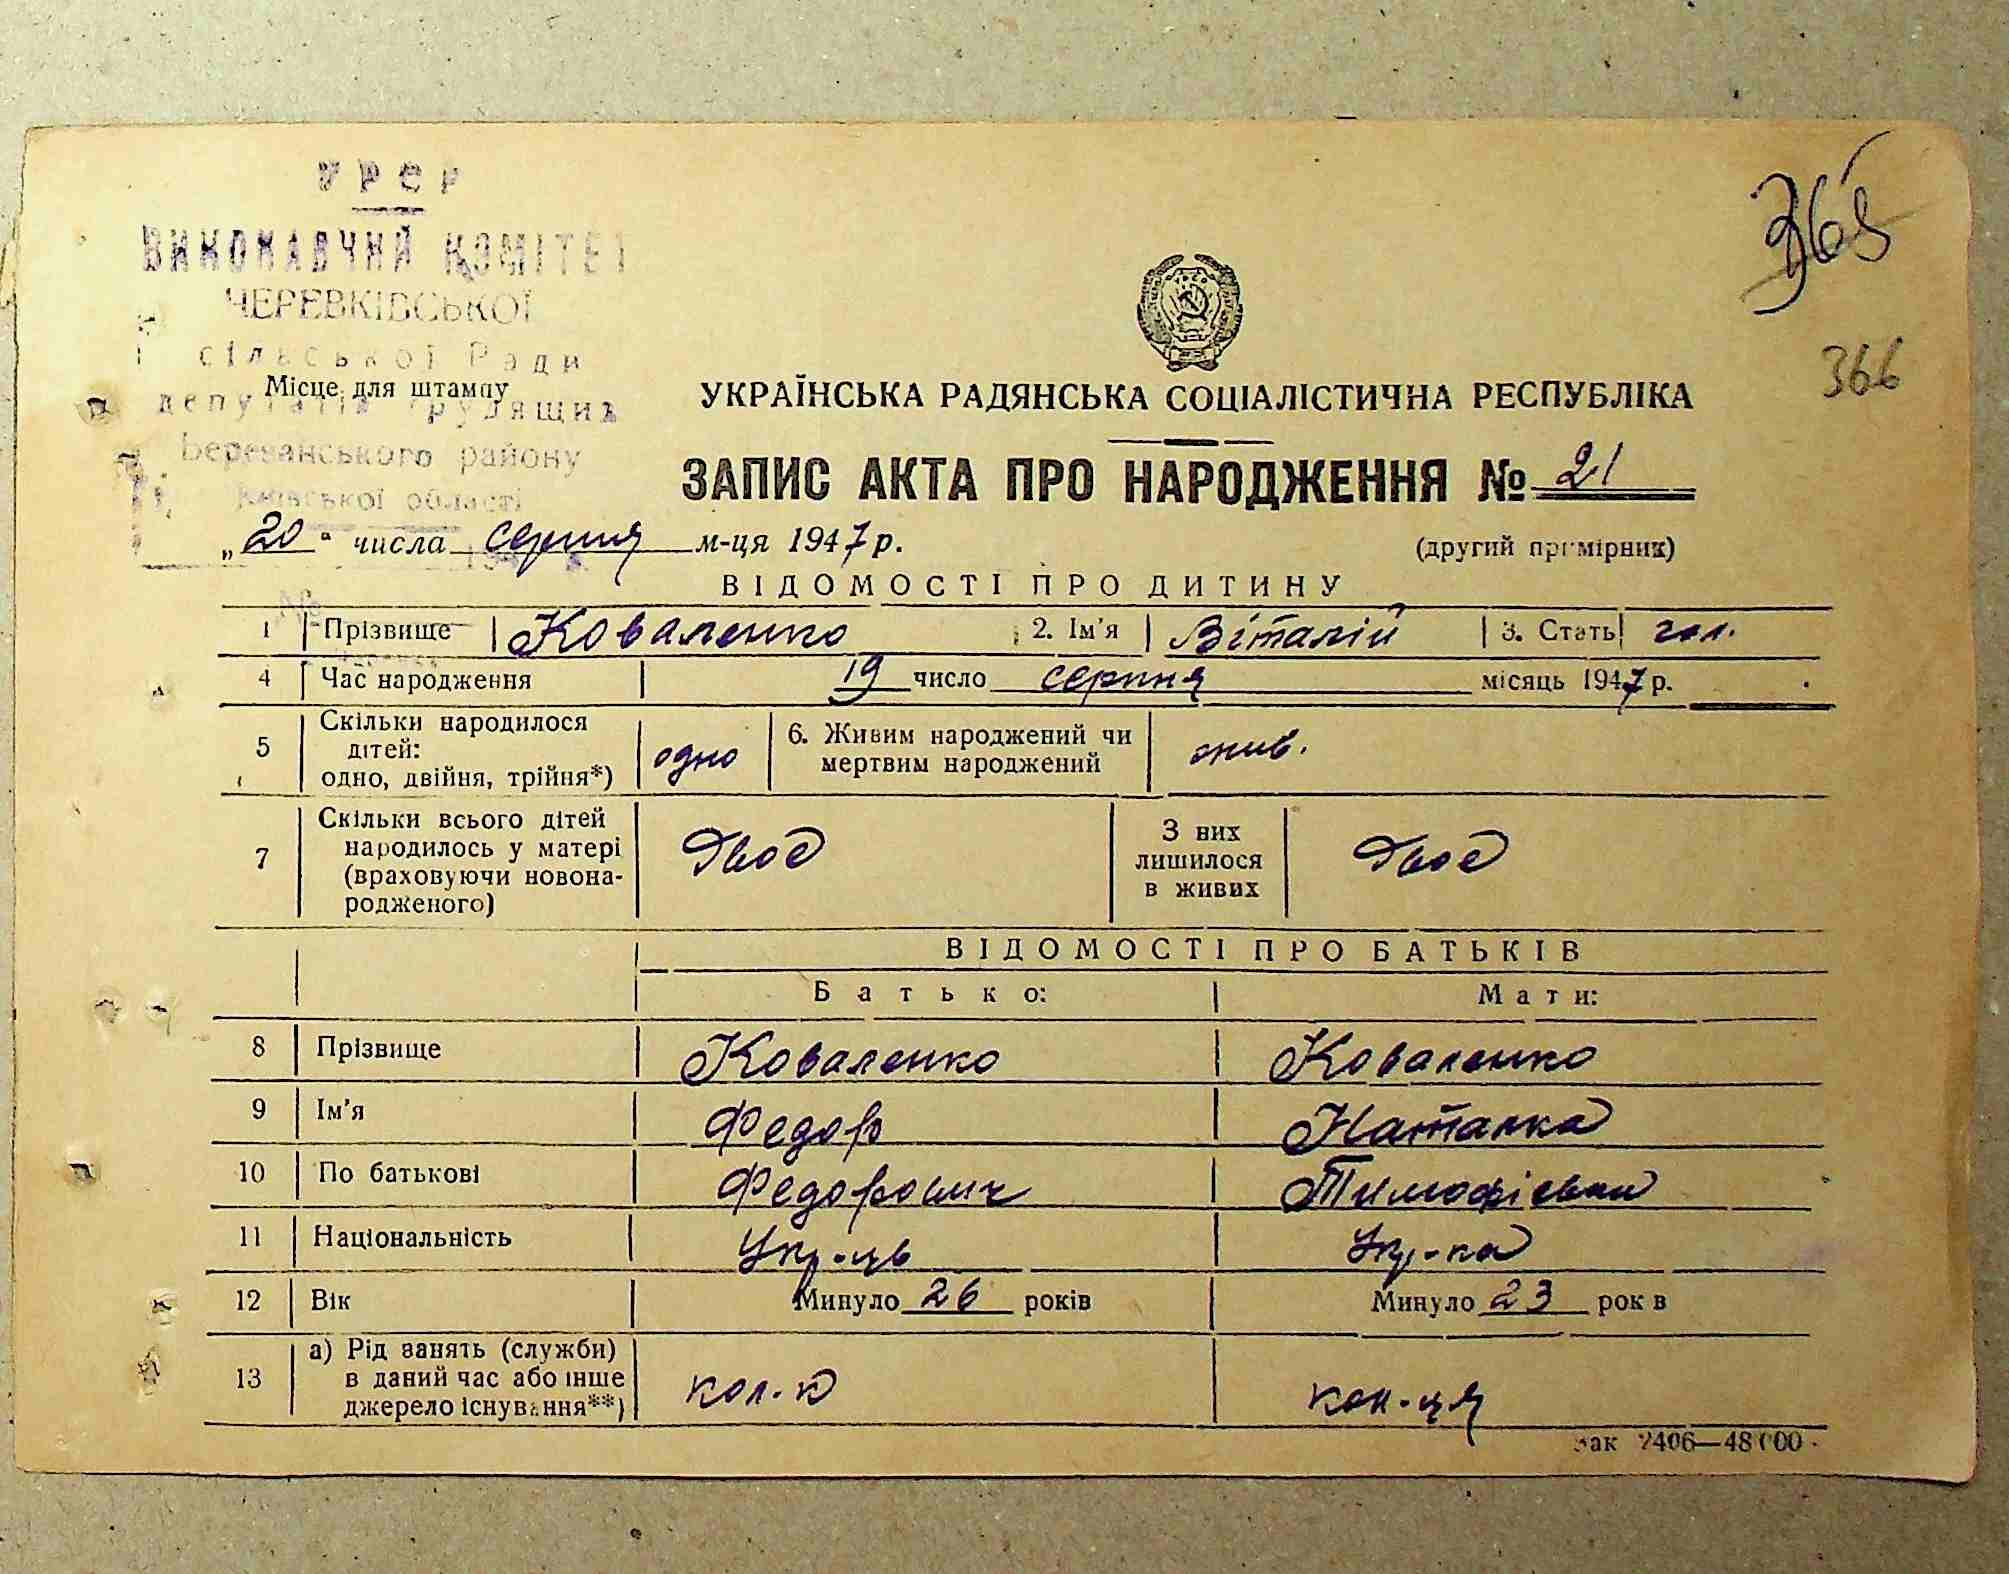 УРСР
ВИКОНАВЧИЙ КОМІТЕТ
ЧЕРЕВКІВСЬКОЇ
сільської Ради
депутатів трудящих
Березанського району
Київської області
Місце для штампу
365
366
УКРАЇНСЬКА РАДЯНСЬКА СОЦІАЛІСТИЧНА РЕСПУБЛІКА
ЗАПИС АКТА ПРО НАРОДЖЕННЯ № 21
„20“ числа серпня м-ця 1947 р. (другий примірник)
ВІДОМОСТІ ПРО ДИТИНУ
1 Прізвище Коваленко 2. Ім'я Віталій 3. Стать чол.
4 Час народження 19 число серпня місяць 1947 р.
5 Скільки народилося дітей: одно, двійня, трійня*) одно 6. Живим народжений чи мертвим народжений жив.
7 Скільки всього дітей народилось у матері (враховуючи новонародженого) Двоє З них лишилося в живих Двоє
ВІДОМОСТІ ПРО БАТЬКІВ
Батько: Мати:
8 Прізвище Коваленко Коваленко
9 Ім'я Федор Наталка
10 По батькові Федорович Тимофієвна
11 Національність Укр-ць Укр-ка
12 Вік Минуло 26 років Минуло 23 рок в
13 а) Рід занять (служби) в даний час або інше джерело існування**) кол-к кол-ця
Зак 2406—48000